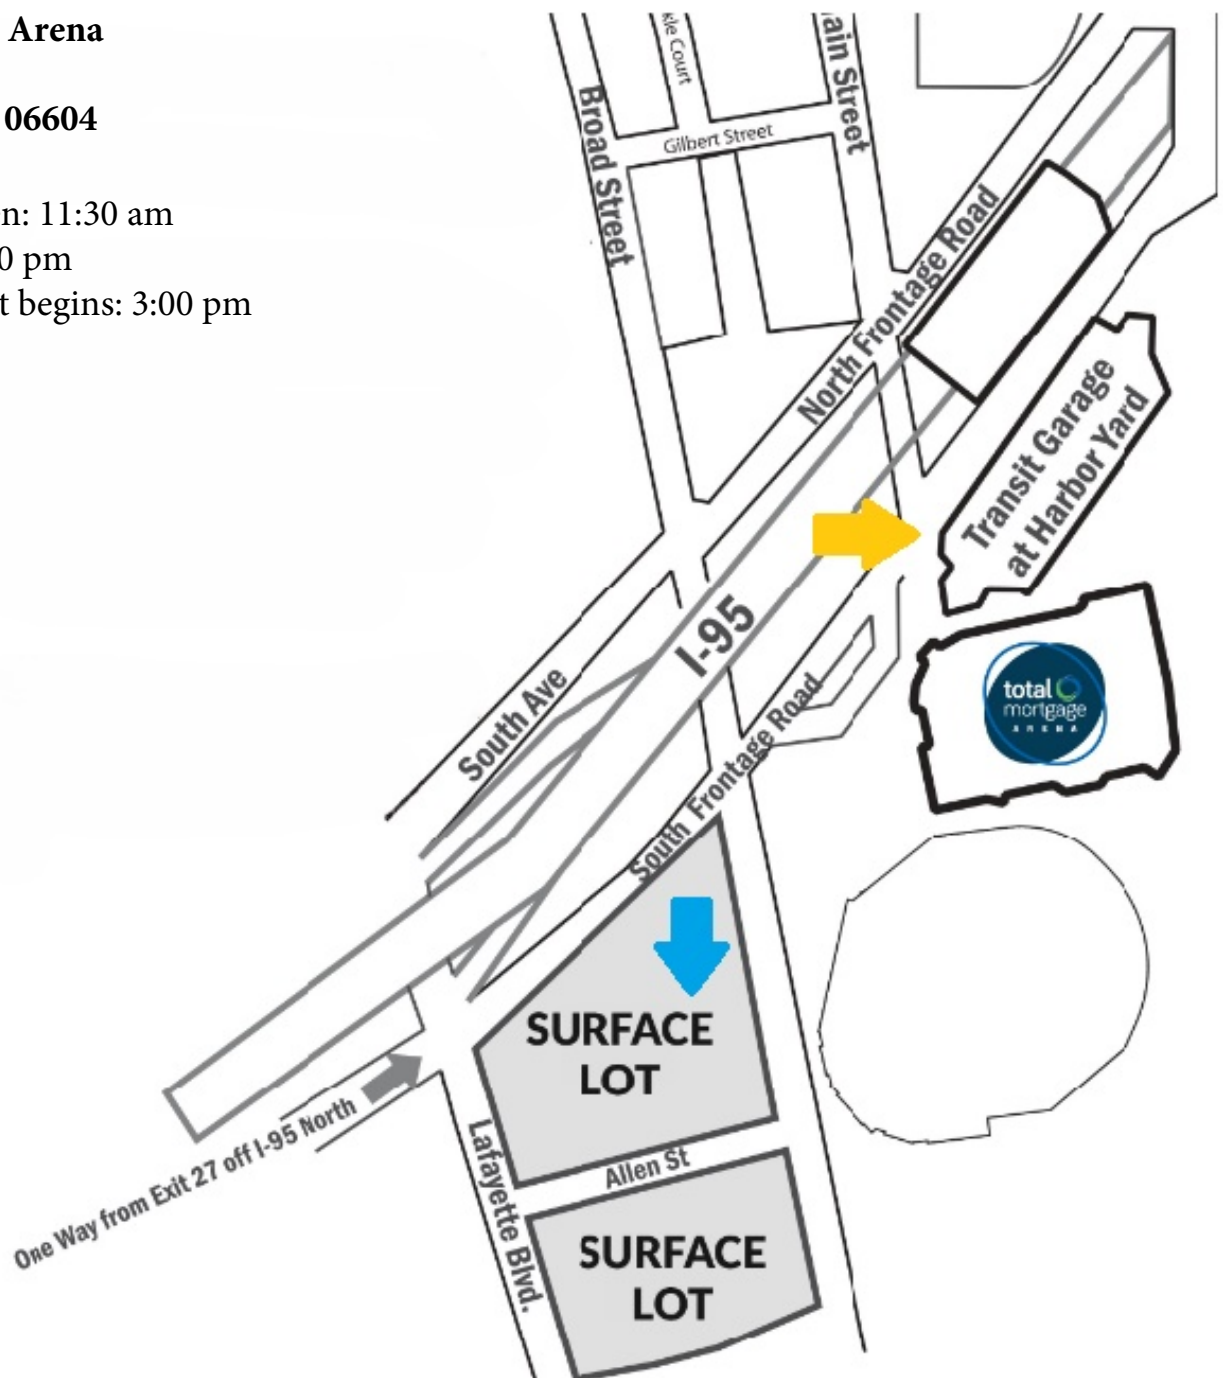 Arena
06604
n: 11:30 am
0 pm
t begins: 3:00 pm
kle Court
ain Street
Broad Street
Gilbert Street
North Frontage Road
Transit Garage
at Harbor Yard
I-95
South Ave
South Frontage Road
total
mortgage
ARENA
SURFACE
LOT
One Way from Exit 27 off I-95 North
Lafayette Blvd.
Allen St
SURFACE
LOT